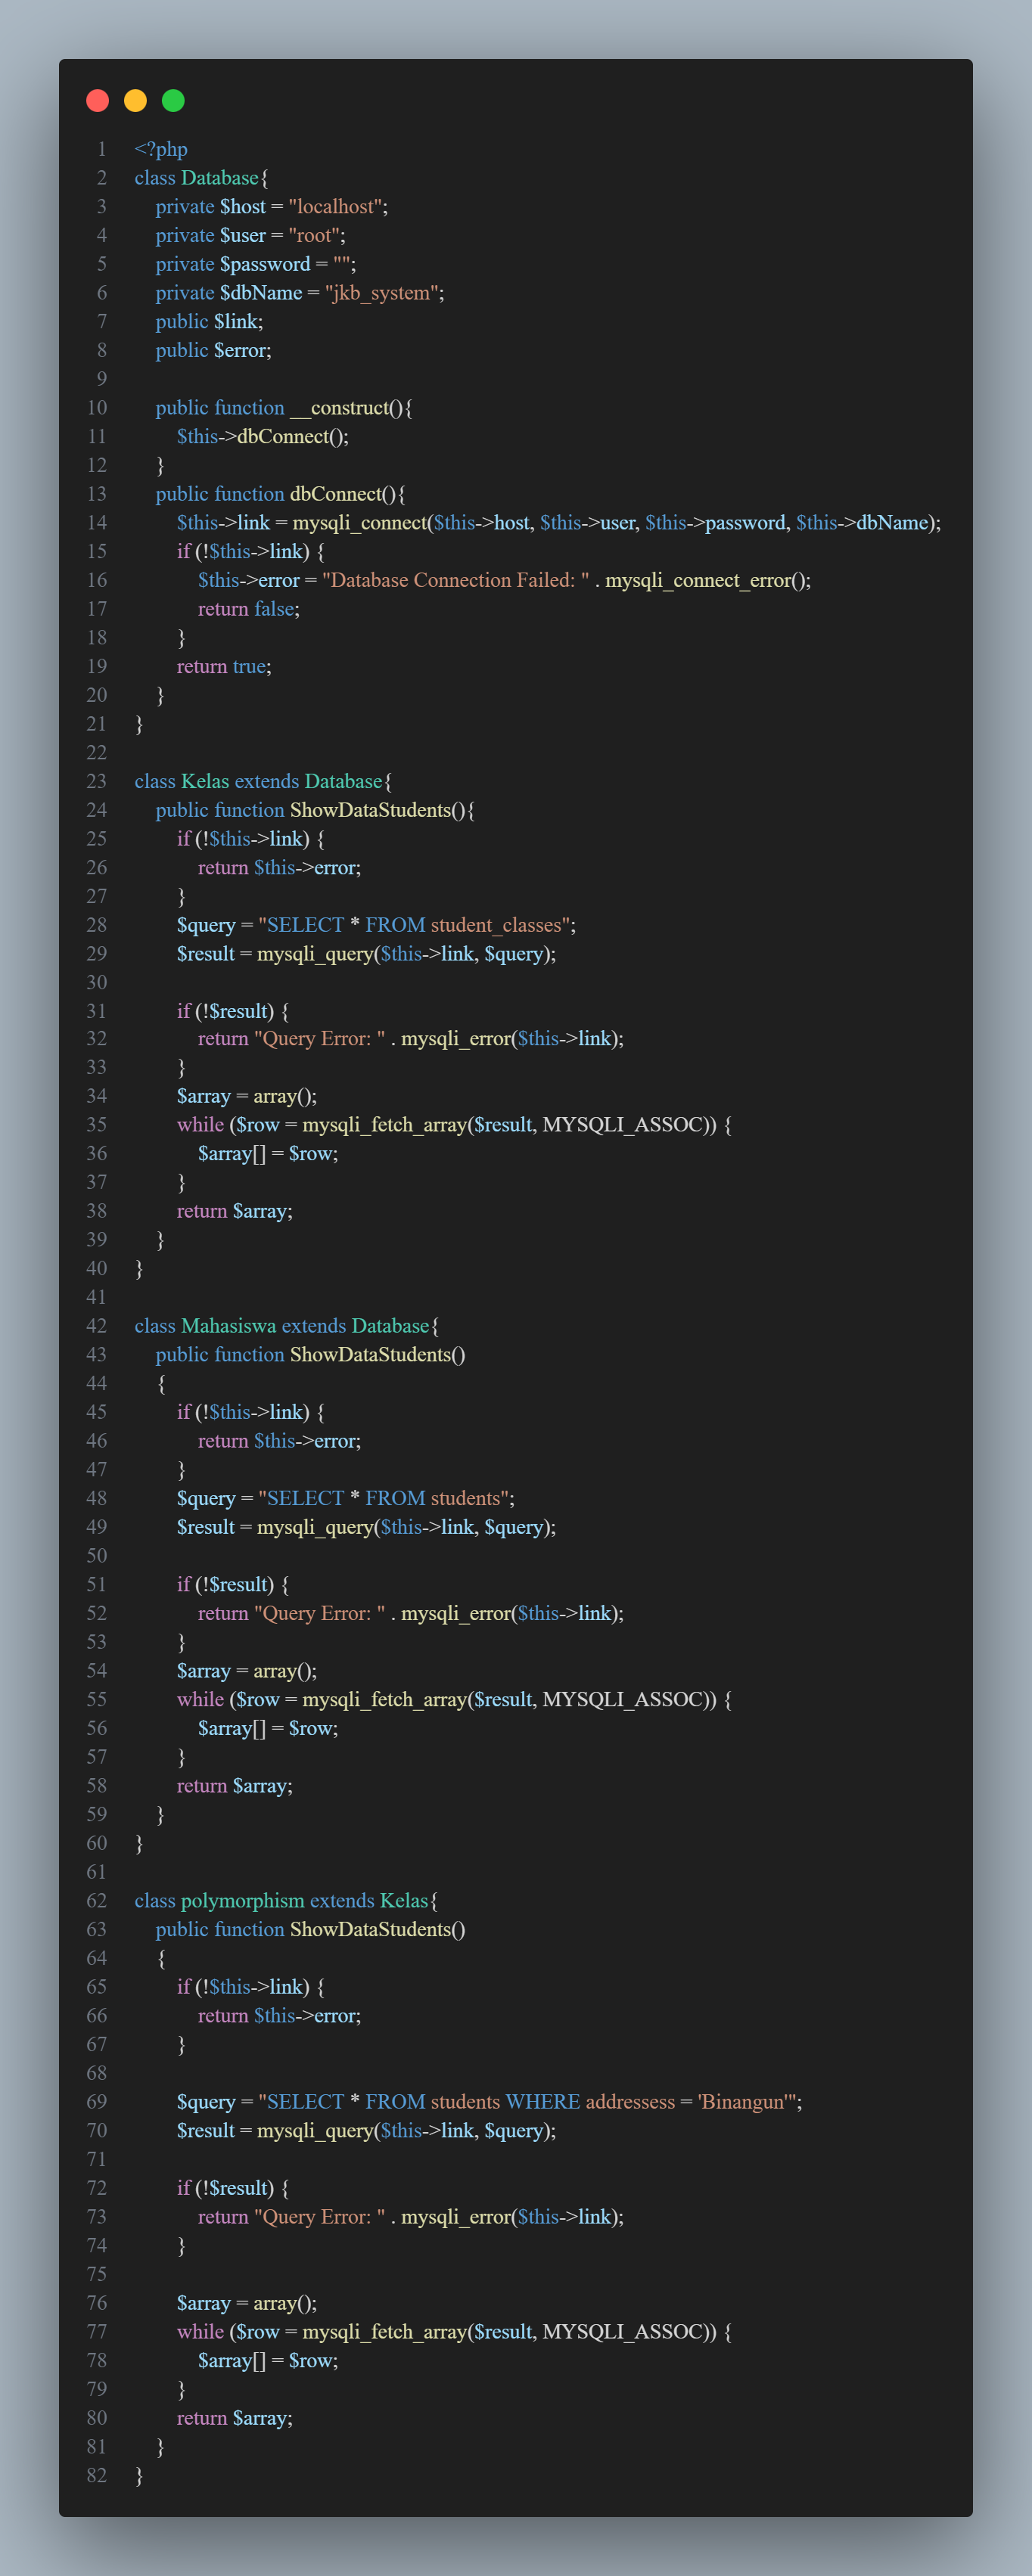 1 <?php
2 class Database{
3     private $host = "localhost";
4     private $user = "root";
5     private $password = "";
6     private $dbName = "jkb_system";
7     public $link;
8     public $error;
9
10     public function __construct(){
11         $this->dbConnect();
12     }
13     public function dbConnect(){
14         $this->link = mysqli_connect($this->host, $this->user, $this->password, $this->dbName);
15         if (!$this->link) {
16             $this->error = "Database Connection Failed: " . mysqli_connect_error();
17             return false;
18         }
19         return true;
20     }
21 }
22
23 class Kelas extends Database{
24     public function ShowDataStudents(){
25         if (!$this->link) {
26             return $this->error;
27         }
28         $query = "SELECT * FROM student_classes";
29         $result = mysqli_query($this->link, $query);
30
31         if (!$result) {
32             return "Query Error: " . mysqli_error($this->link);
33         }
34         $array = array();
35         while ($row = mysqli_fetch_array($result, MYSQLI_ASSOC)) {
36             $array[] = $row;
37         }
38         return $array;
39     }
40 }
41
42 class Mahasiswa extends Database{
43     public function ShowDataStudents()
44     {
45         if (!$this->link) {
46             return $this->error;
47         }
48         $query = "SELECT * FROM students";
49         $result = mysqli_query($this->link, $query);
50
51         if (!$result) {
52             return "Query Error: " . mysqli_error($this->link);
53         }
54         $array = array();
55         while ($row = mysqli_fetch_array($result, MYSQLI_ASSOC)) {
56             $array[] = $row;
57         }
58         return $array;
59     }
60 }
61
62 class polymorphism extends Kelas{
63     public function ShowDataStudents()
64     {
65         if (!$this->link) {
66             return $this->error;
67         }
68
69         $query = "SELECT * FROM students WHERE addressess = 'Binangun'";
70         $result = mysqli_query($this->link, $query);
71
72         if (!$result) {
73             return "Query Error: " . mysqli_error($this->link);
74         }
75
76         $array = array();
77         while ($row = mysqli_fetch_array($result, MYSQLI_ASSOC)) {
78             $array[] = $row;
79         }
80         return $array;
81     }
82 }